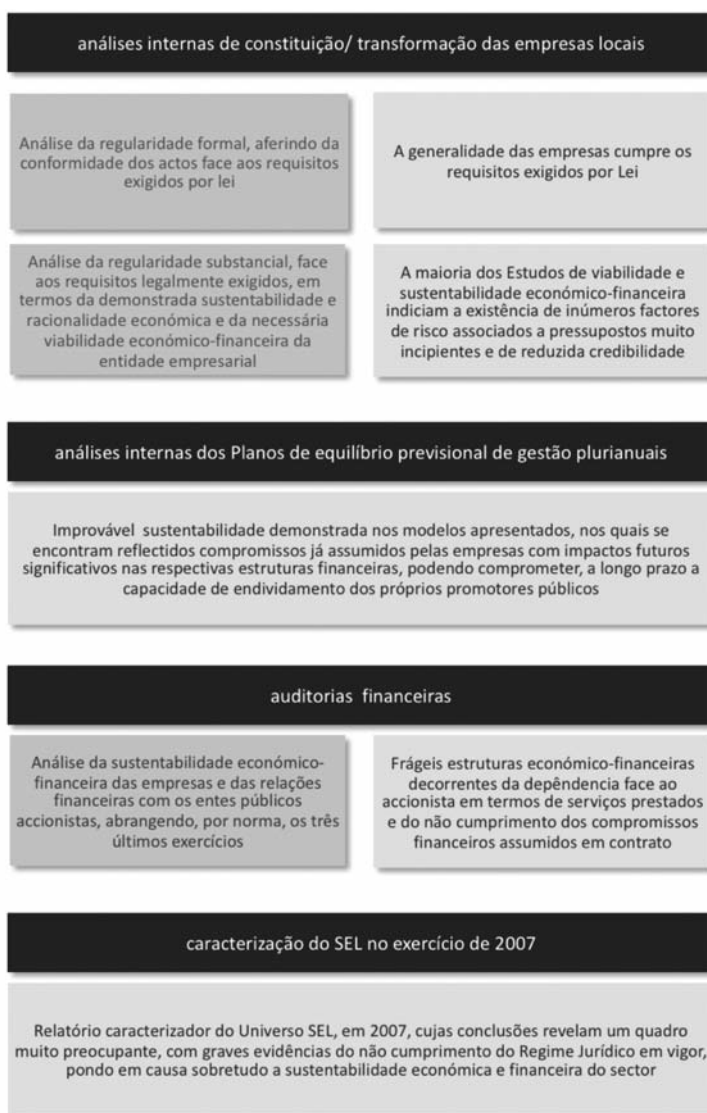 análises internas de constituição/ transformação das empresas locais
Análise da regularidade formal, aferindo da
conformidade dos actos face aos requisitos
exigidos por lei
A generalidade das empresas cumpre os
requisitos exigidos por Lei
Análise da regularidade substancial, face
aos requisitos legalmente exigidos, em
termos da demonstrada sustentabilidade e
racionalidade económica e da necessária
viabilidade económico-financeira da
entidade empresarial
A maioria dos Estudos de viabilidade e
sustentabilidade económico-financeira
indiciam a existência de inúmeros factores
de risco associados a pressupostos muito
incipientes e de reduzida credibilidade
análises internas dos Planos de equilíbrio previsional de gestão plurianuais
Improvável sustentabilidade demonstrada nos modelos apresentados, nos quais se
encontram reflectidos compromissos já assumidos pelas empresas com impactos futuros
significativos nas respectivas estruturas financeiras, podendo comprometer, a longo prazo a
capacidade de endividamento dos próprios promotores públicos
auditorias financeiras
Análise da sustentabilidade económico-
financeira das empresas e das relações
financeiras com os entes públicos
accionistas, abrangendo, por norma, os três
últimos exercícios
Frágeis estruturas económico-financeiras
decorrentes da depêndencia face ao
accionista em termos de serviços prestados
e do não cumprimento dos compromissos
financeiros assumidos em contrato
caracterização do SEL no exercício de 2007
Relatório caracterizador do Universo SEL, em 2007, cujas conclusões revelam um quadro
muito preocupante, com graves evidências do não cumprimento do Regime Jurídico em vigor,
pondo em causa sobretudo a sustentabilidade económica e financeira do sector